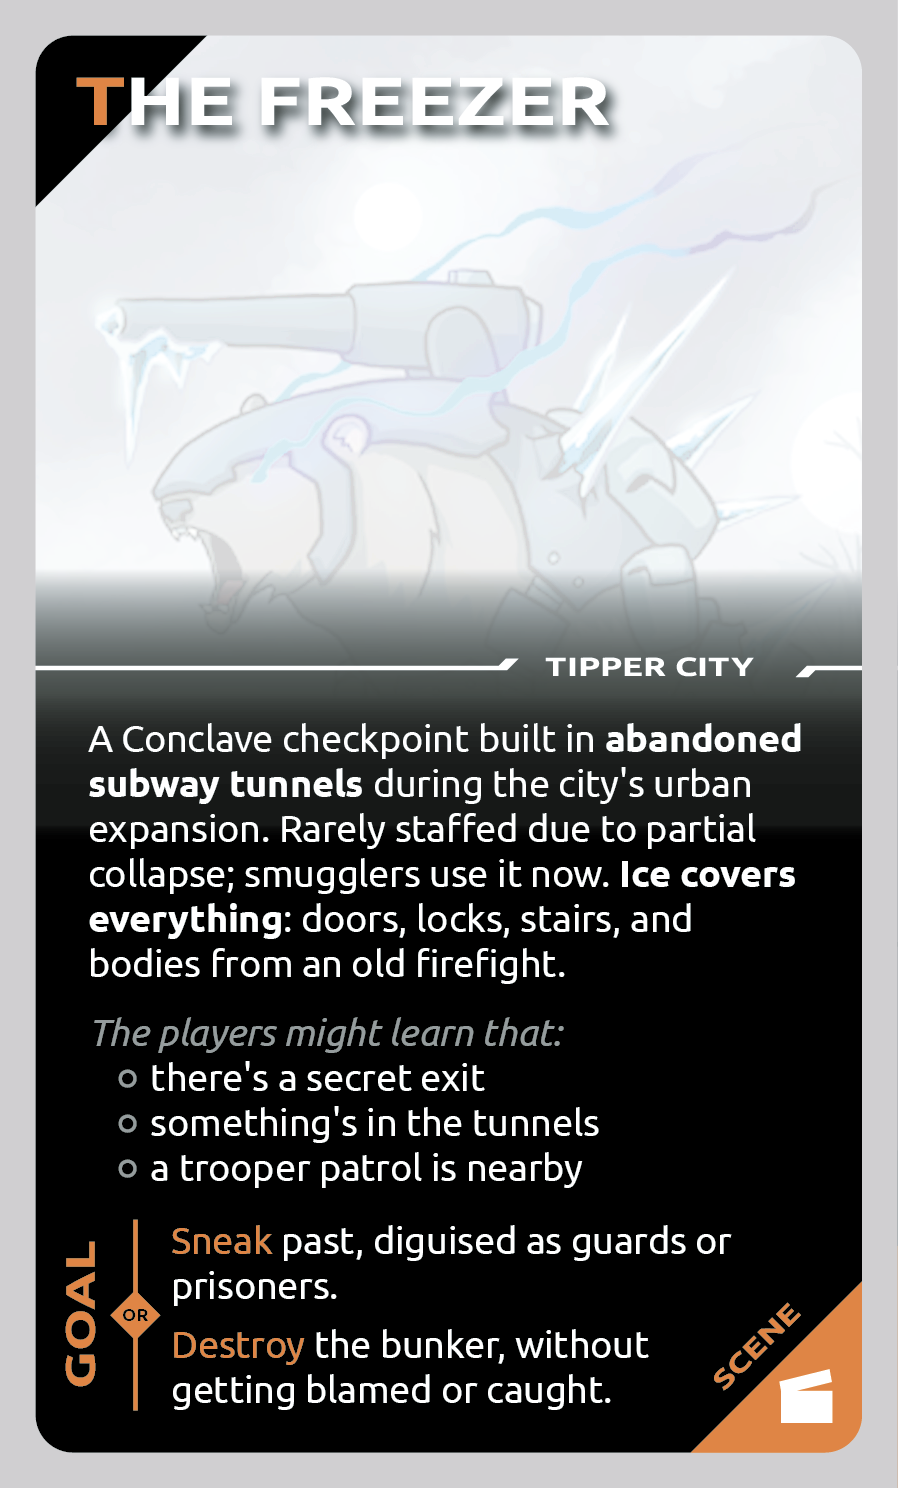 THE FREEZER
TIPPER CITY
A Conclave checkpoint built in abandoned
subway tunnels during the city's urban
expansion. Rarely staffed due to partial
collapse; smugglers use it now. Ice covers
everything: doors, locks, stairs, and
bodies from an old firefight.
The players might learn that:
there's a secret exit
something's in the tunnels
a trooper patrol is nearby
GOAL
Sneak past, diguised as guards or
prisoners.
OR
Destroy the bunker, without
getting blamed or caught.
SCENE